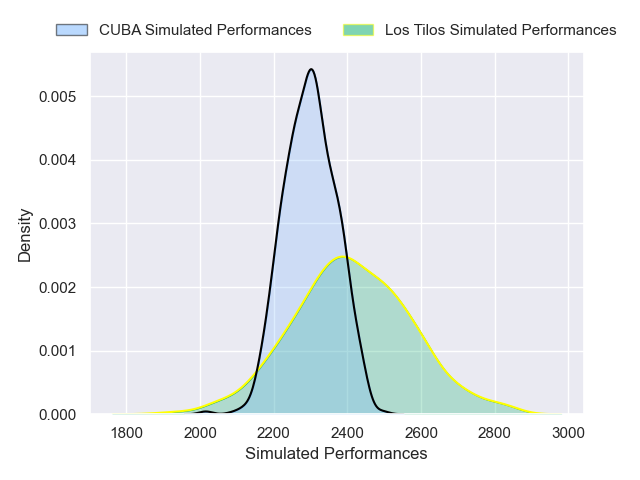 CUBA Simulated Performances Los Tilos Simulated Performances
0.005
0.004
0.003
0.002
0.001
0.000
Density
1800 2000 2200 2400 2600 2800 3000
Simulated Performances